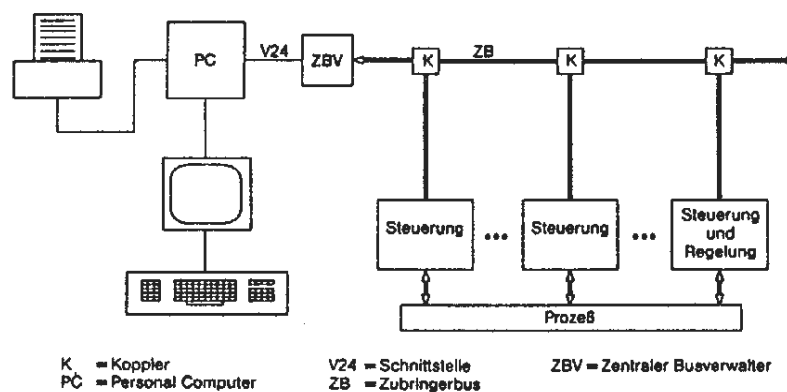 PC
V24
ZBV
K
ZB
K
K
Steuerung
Steuerung
Steuerung
und
Regelung
Prozeß
K = Koppler
PC = Personal Computer
V24 = Schnittstelle
ZB = Zubringerbus
ZBV = Zentraler Busverwalter